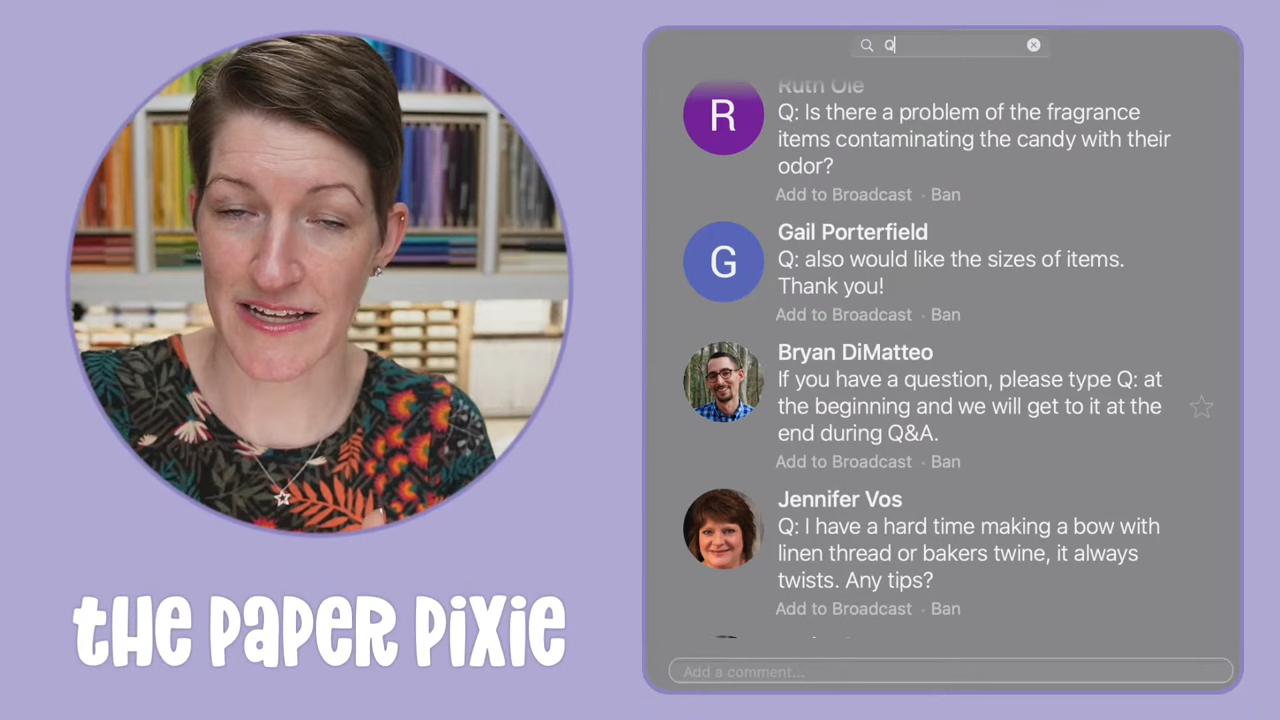 Q
Ruth Ole
R
Q: Is there a problem of the fragrance
items contaminating the candy with their
odor?
Add to Broadcast · Ban
G
Gail Porterfield
Q: also would like the sizes of items.
Thank you!
Add to Broadcast · Ban
Bryan DiMatteo
If you have a question, please type Q: at
the beginning and we will get to it at the
end during Q&A.
Add to Broadcast · Ban
Jennifer Vos
Q: I have a hard time making a bow with
linen thread or bakers twine, it always
twists. Any tips?
Add to Broadcast · Ban
Add a comment...
the paper pixie